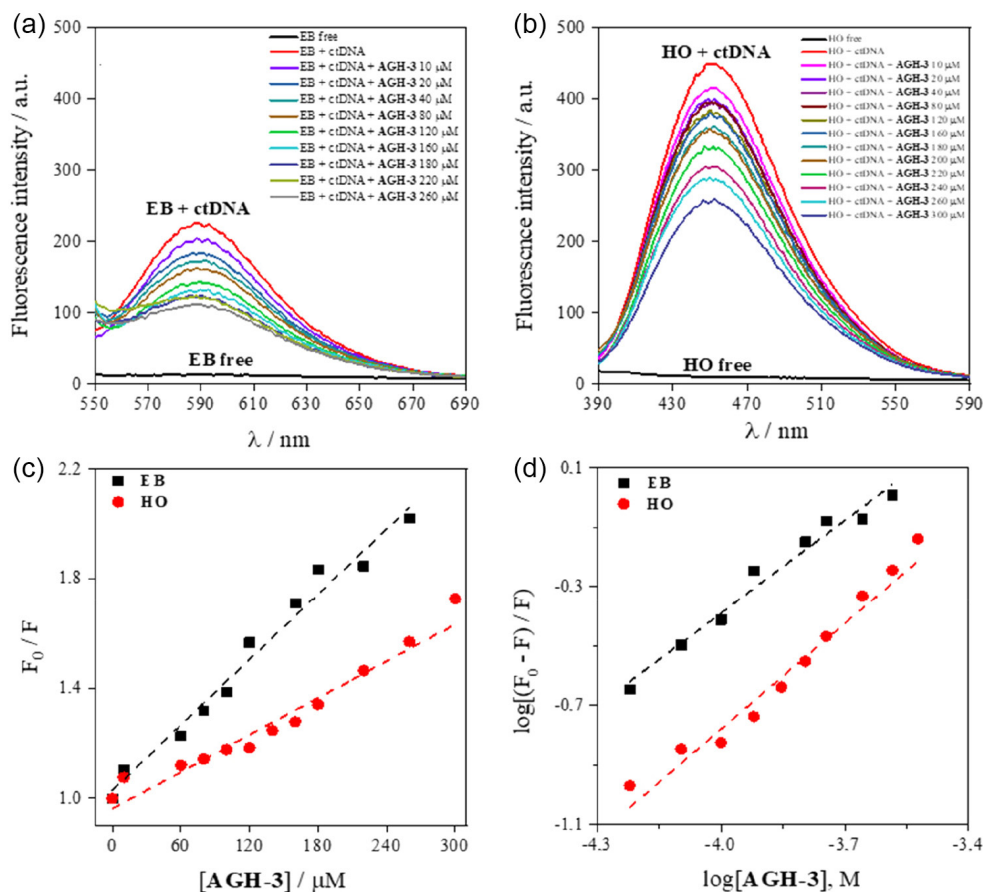 (a)
500
400
300
200
100
0
Fluorescence intensity / a.u.
EB free
EB + ctDNA
EB + ctDNA + AGH-3 10 µM
EB + ctDNA + AGH-3 20 µM
EB + ctDNA + AGH-3 40 µM
EB + ctDNA + AGH-3 80 µM
EB + ctDNA + AGH-3 120 µM
EB + ctDNA + AGH-3 160 µM
EB + ctDNA + AGH-3 180 µM
EB + ctDNA + AGH-3 220 µM
EB + ctDNA + AGH-3 260 µM
EB + ctDNA
EB free
550 570 590 610 630 650 670 690
λ / nm
(b)
500
400
300
200
100
0
Fluorescence intensity / a.u.
HO + ctDNA
HO free
HO + ctDNA
HO + ctDNA + AGH-3 10 µM
HO + ctDNA + AGH-3 20 µM
HO + ctDNA + AGH-3 40 µM
HO + ctDNA + AGH-3 80 µM
HO + ctDNA + AGH-3 120 µM
HO + ctDNA + AGH-3 160 µM
HO + ctDNA + AGH-3 180 µM
HO + ctDNA + AGH-3 200 µM
HO + ctDNA + AGH-3 220 µM
HO + ctDNA + AGH-3 240 µM
HO + ctDNA + AGH-3 260 µM
HO + ctDNA + AGH-3 300 µM
HO free
390 430 470 510 550 590
λ / nm
(c)
2.2
1.8
1.4
1.0
F₀ / F
EB
HO
0 60 120 180 240 300
[AGH-3] / µM
(d)
0.1
-0.3
-0.7
-1.1
log[(F₀ - F) / F]
EB
HO
-4.3 -4.0 -3.7 -3.4
log[AGH-3], M